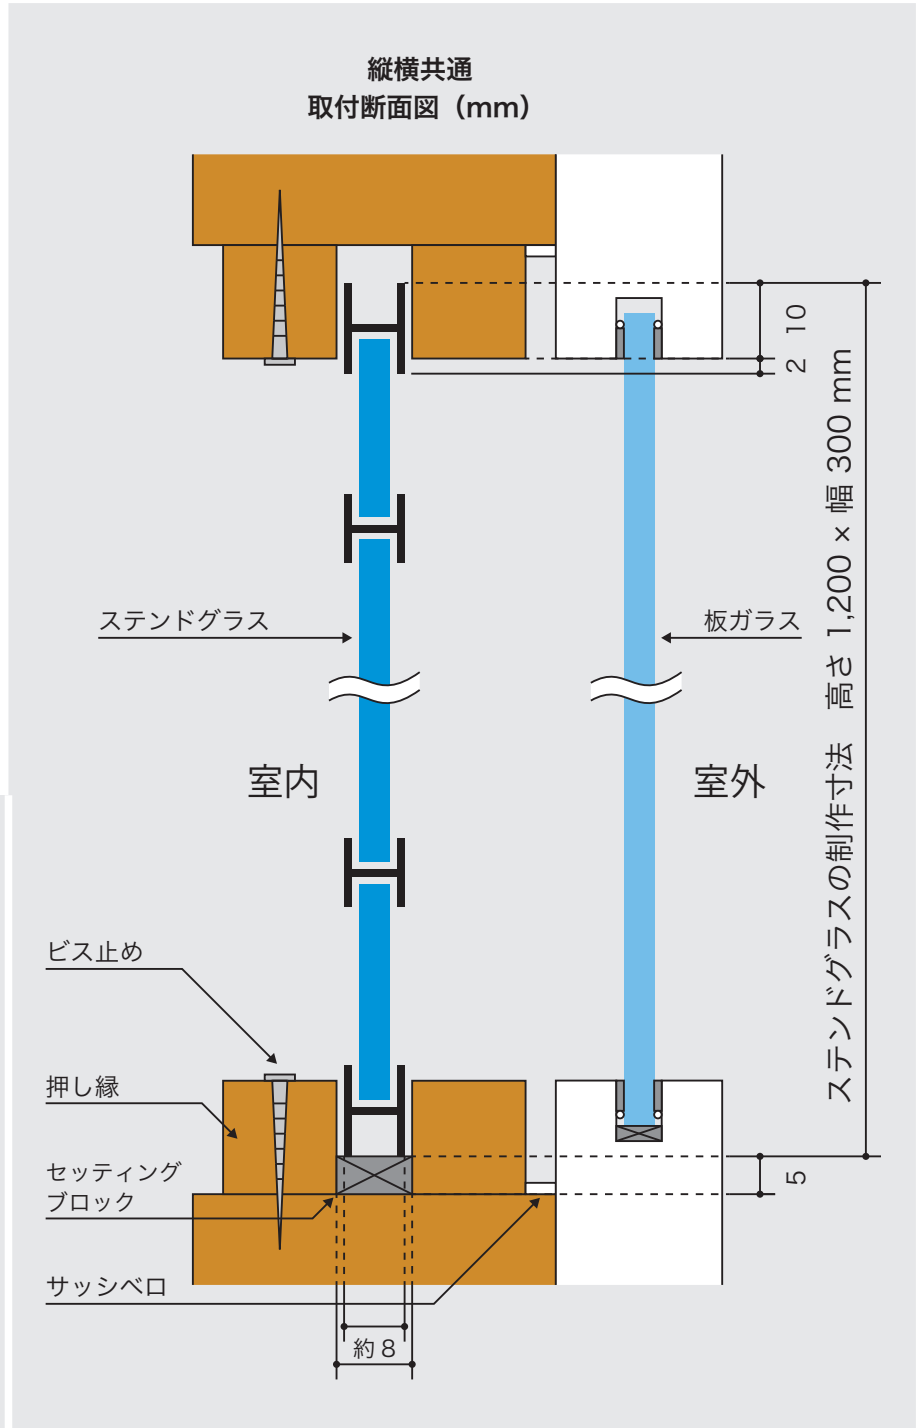 縦横共通
取付断面図（mm）
10
2
ステンドグラスの制作寸法　高さ 1,200 × 幅 300 mm
ステンドグラス
板ガラス
室内
室外
ビス止め
押し縁
セッティング
ブロック
5
サッシベロ
約 8